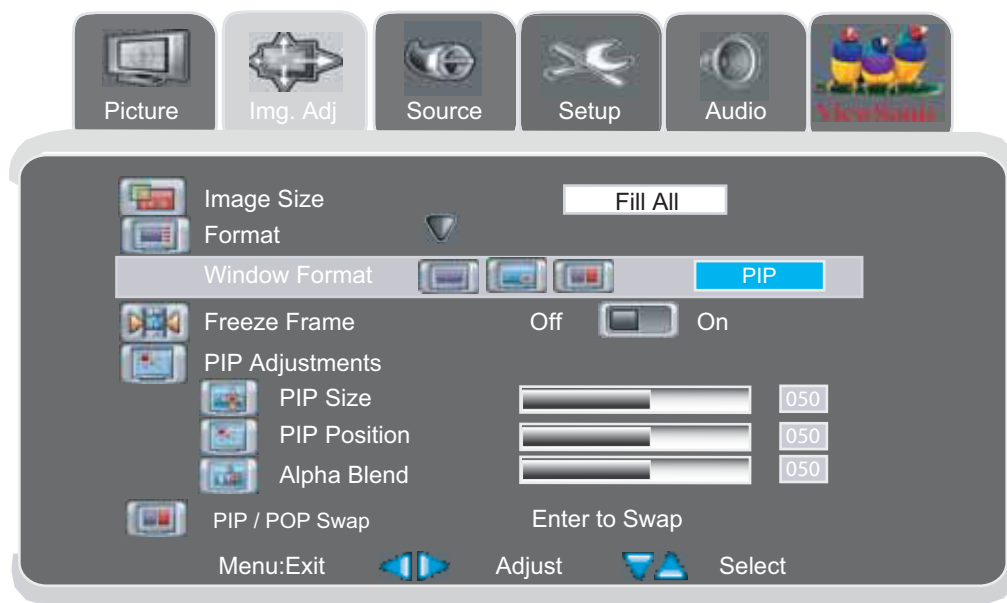 Picture Img. Adj Source Setup Audio ViewSonic
Image Size Fill All
Format
Window Format PIP
Freeze Frame Off On
PIP Adjustments
PIP Size 050
PIP Position 050
Alpha Blend 050
PIP / POP Swap Enter to Swap
Menu:Exit Adjust Select